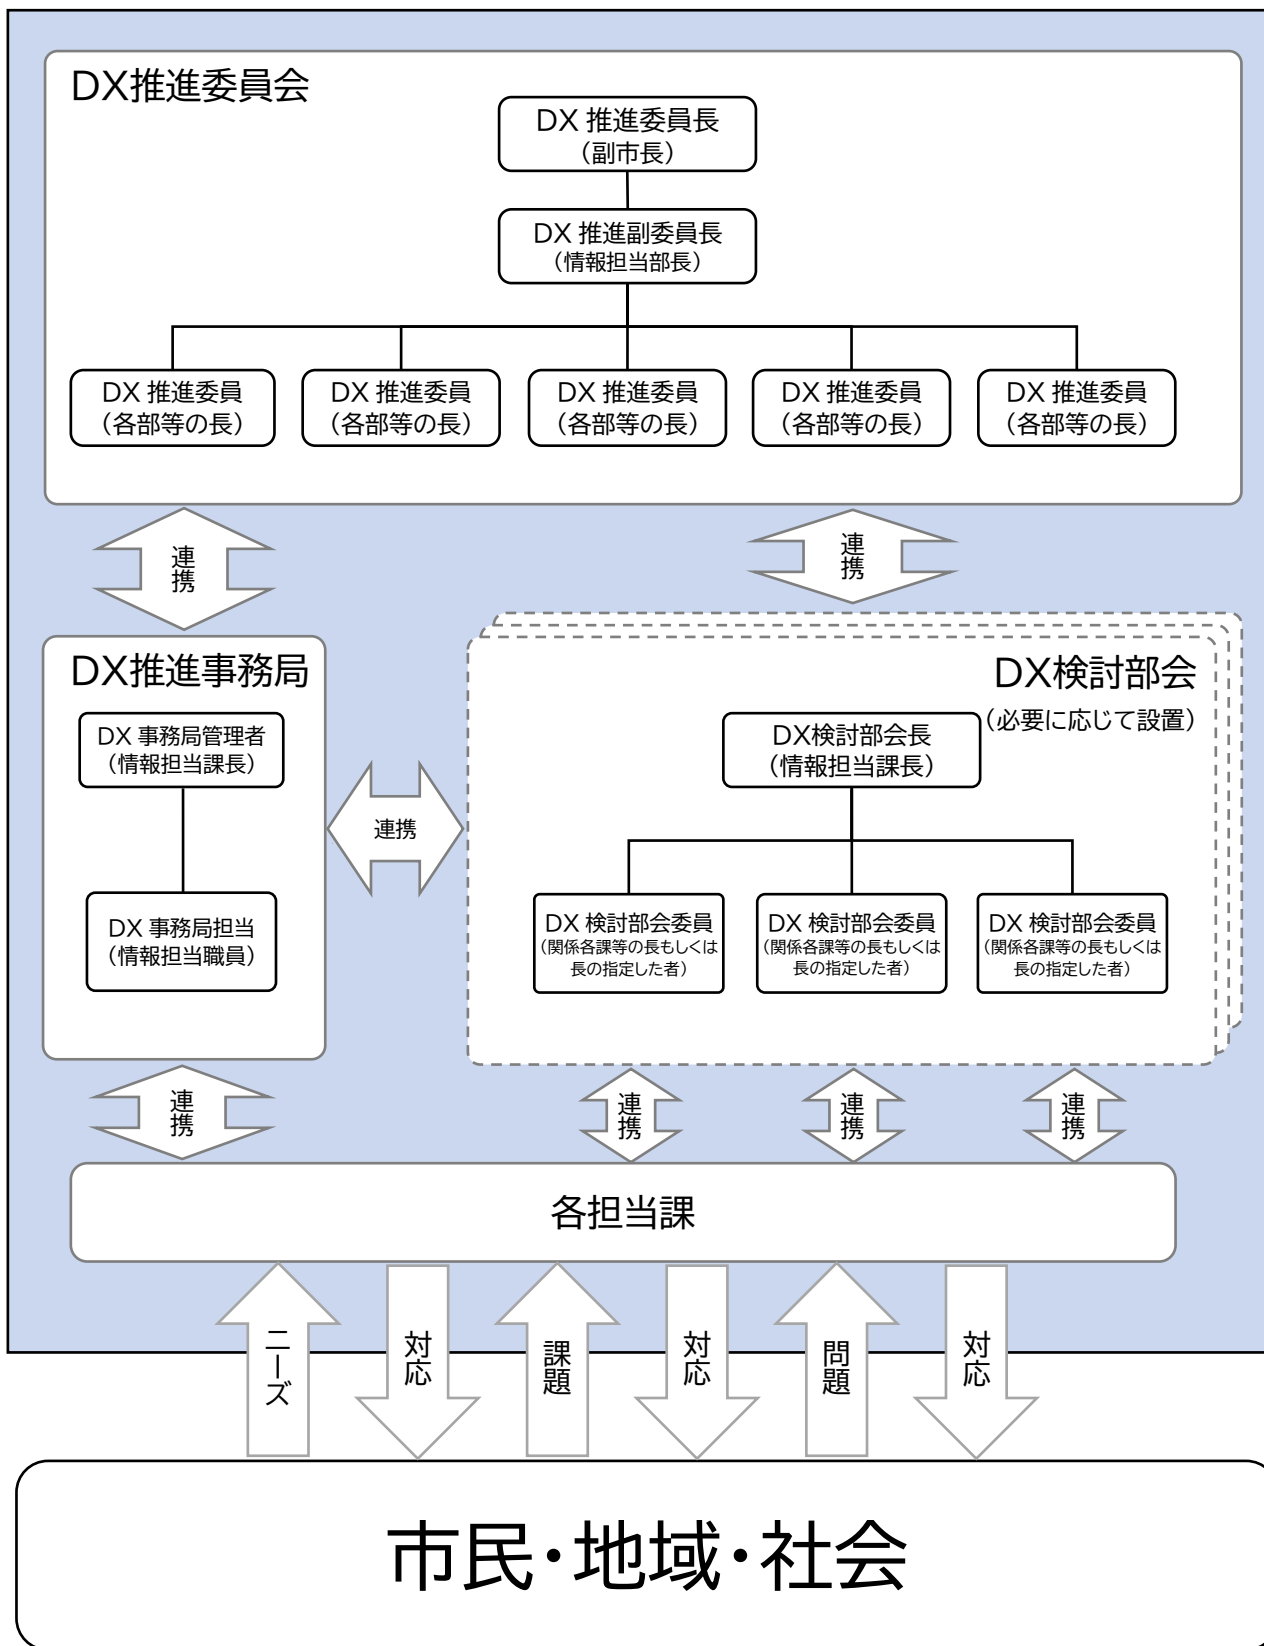 DX推進委員会
DX 推進委員長
（副市長）
DX 推進副委員長
（情報担当部長）
DX 推進委員
（各部等の長）
DX 推進委員
（各部等の長）
DX 推進委員
（各部等の長）
DX 推進委員
（各部等の長）
DX 推進委員
（各部等の長）
連携
連携
DX推進事務局
DX 事務局管理者
（情報担当課長）
DX 事務局担当
（情報担当職員）
連携
DX検討部会
（必要に応じて設置）
DX検討部会長
（情報担当課長）
DX 検討部会委員
（関係各課等の長もしくは
長の指定した者）
DX 検討部会委員
（関係各課等の長もしくは
長の指定した者）
DX 検討部会委員
（関係各課等の長もしくは
長の指定した者）
連携
連携
連携
連携
各担当課
ニーズ
対応
課題
対応
問題
対応
市民・地域・社会